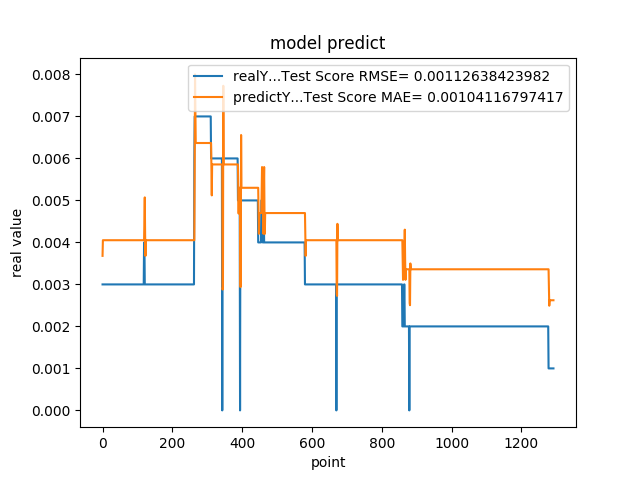 model predict
realY...Test Score RMSE= 0.00112638423982
predictY...Test Score MAE= 0.00104116797417
real value
0.008
0.007
0.006
0.005
0.004
0.003
0.002
0.001
0.000
0 200 400 600 800 1000 1200
point